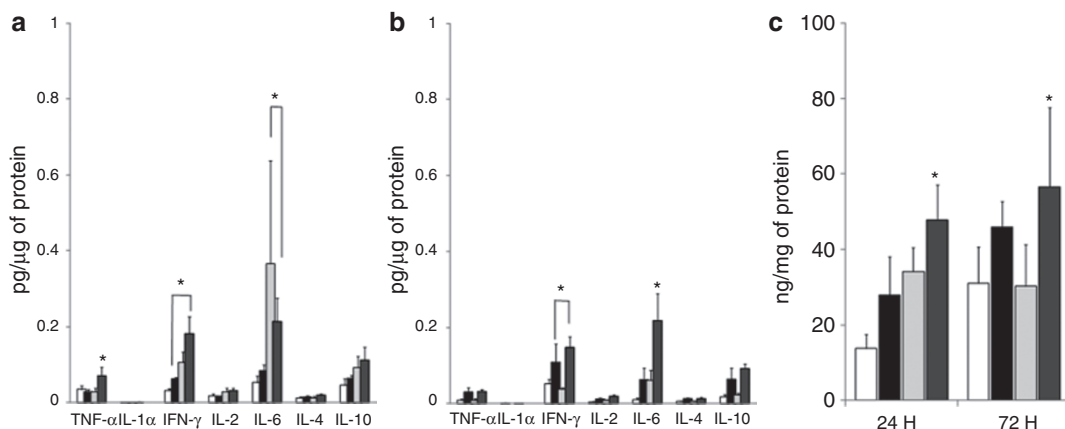 a
1
0.8
0.6
0.4
0.2
0
pg/μg of protein
*
*
*
TNF-α IL-1α IFN-γ IL-2 IL-6 IL-4 IL-10
b
1
0.8
0.6
0.4
0.2
0
pg/μg of protein
*
*
TNF-α IL-1α IFN-γ IL-2 IL-6 IL-4 IL-10
c
100
80
60
40
20
0
ng/mg of protein
*
*
24 H 72 H